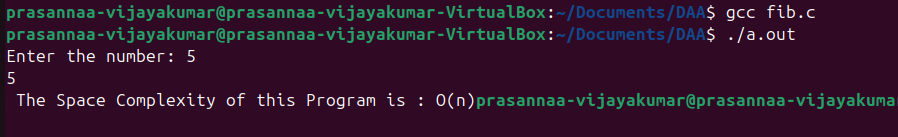 prasannaa-vijayakumar@prasannaa-vijayakumar-VirtualBox:~/Documents/DAA$ gcc fib.c
prasannaa-vijayakumar@prasannaa-vijayakumar-VirtualBox:~/Documents/DAA$ ./a.out
Enter the number: 5
5
 The Space Complexity of this Program is : O(n)prasannaa-vijayakumar@prasannaa-vijayakumar